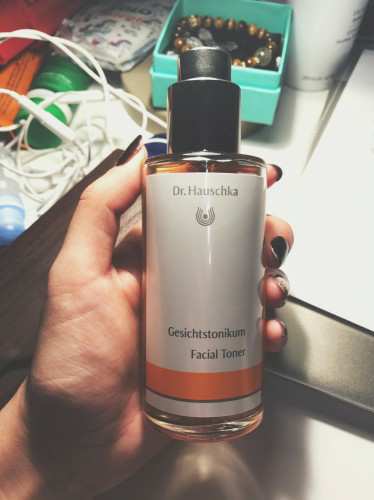 Dr. Hauschka
Gesichtstonikum
Facial Toner